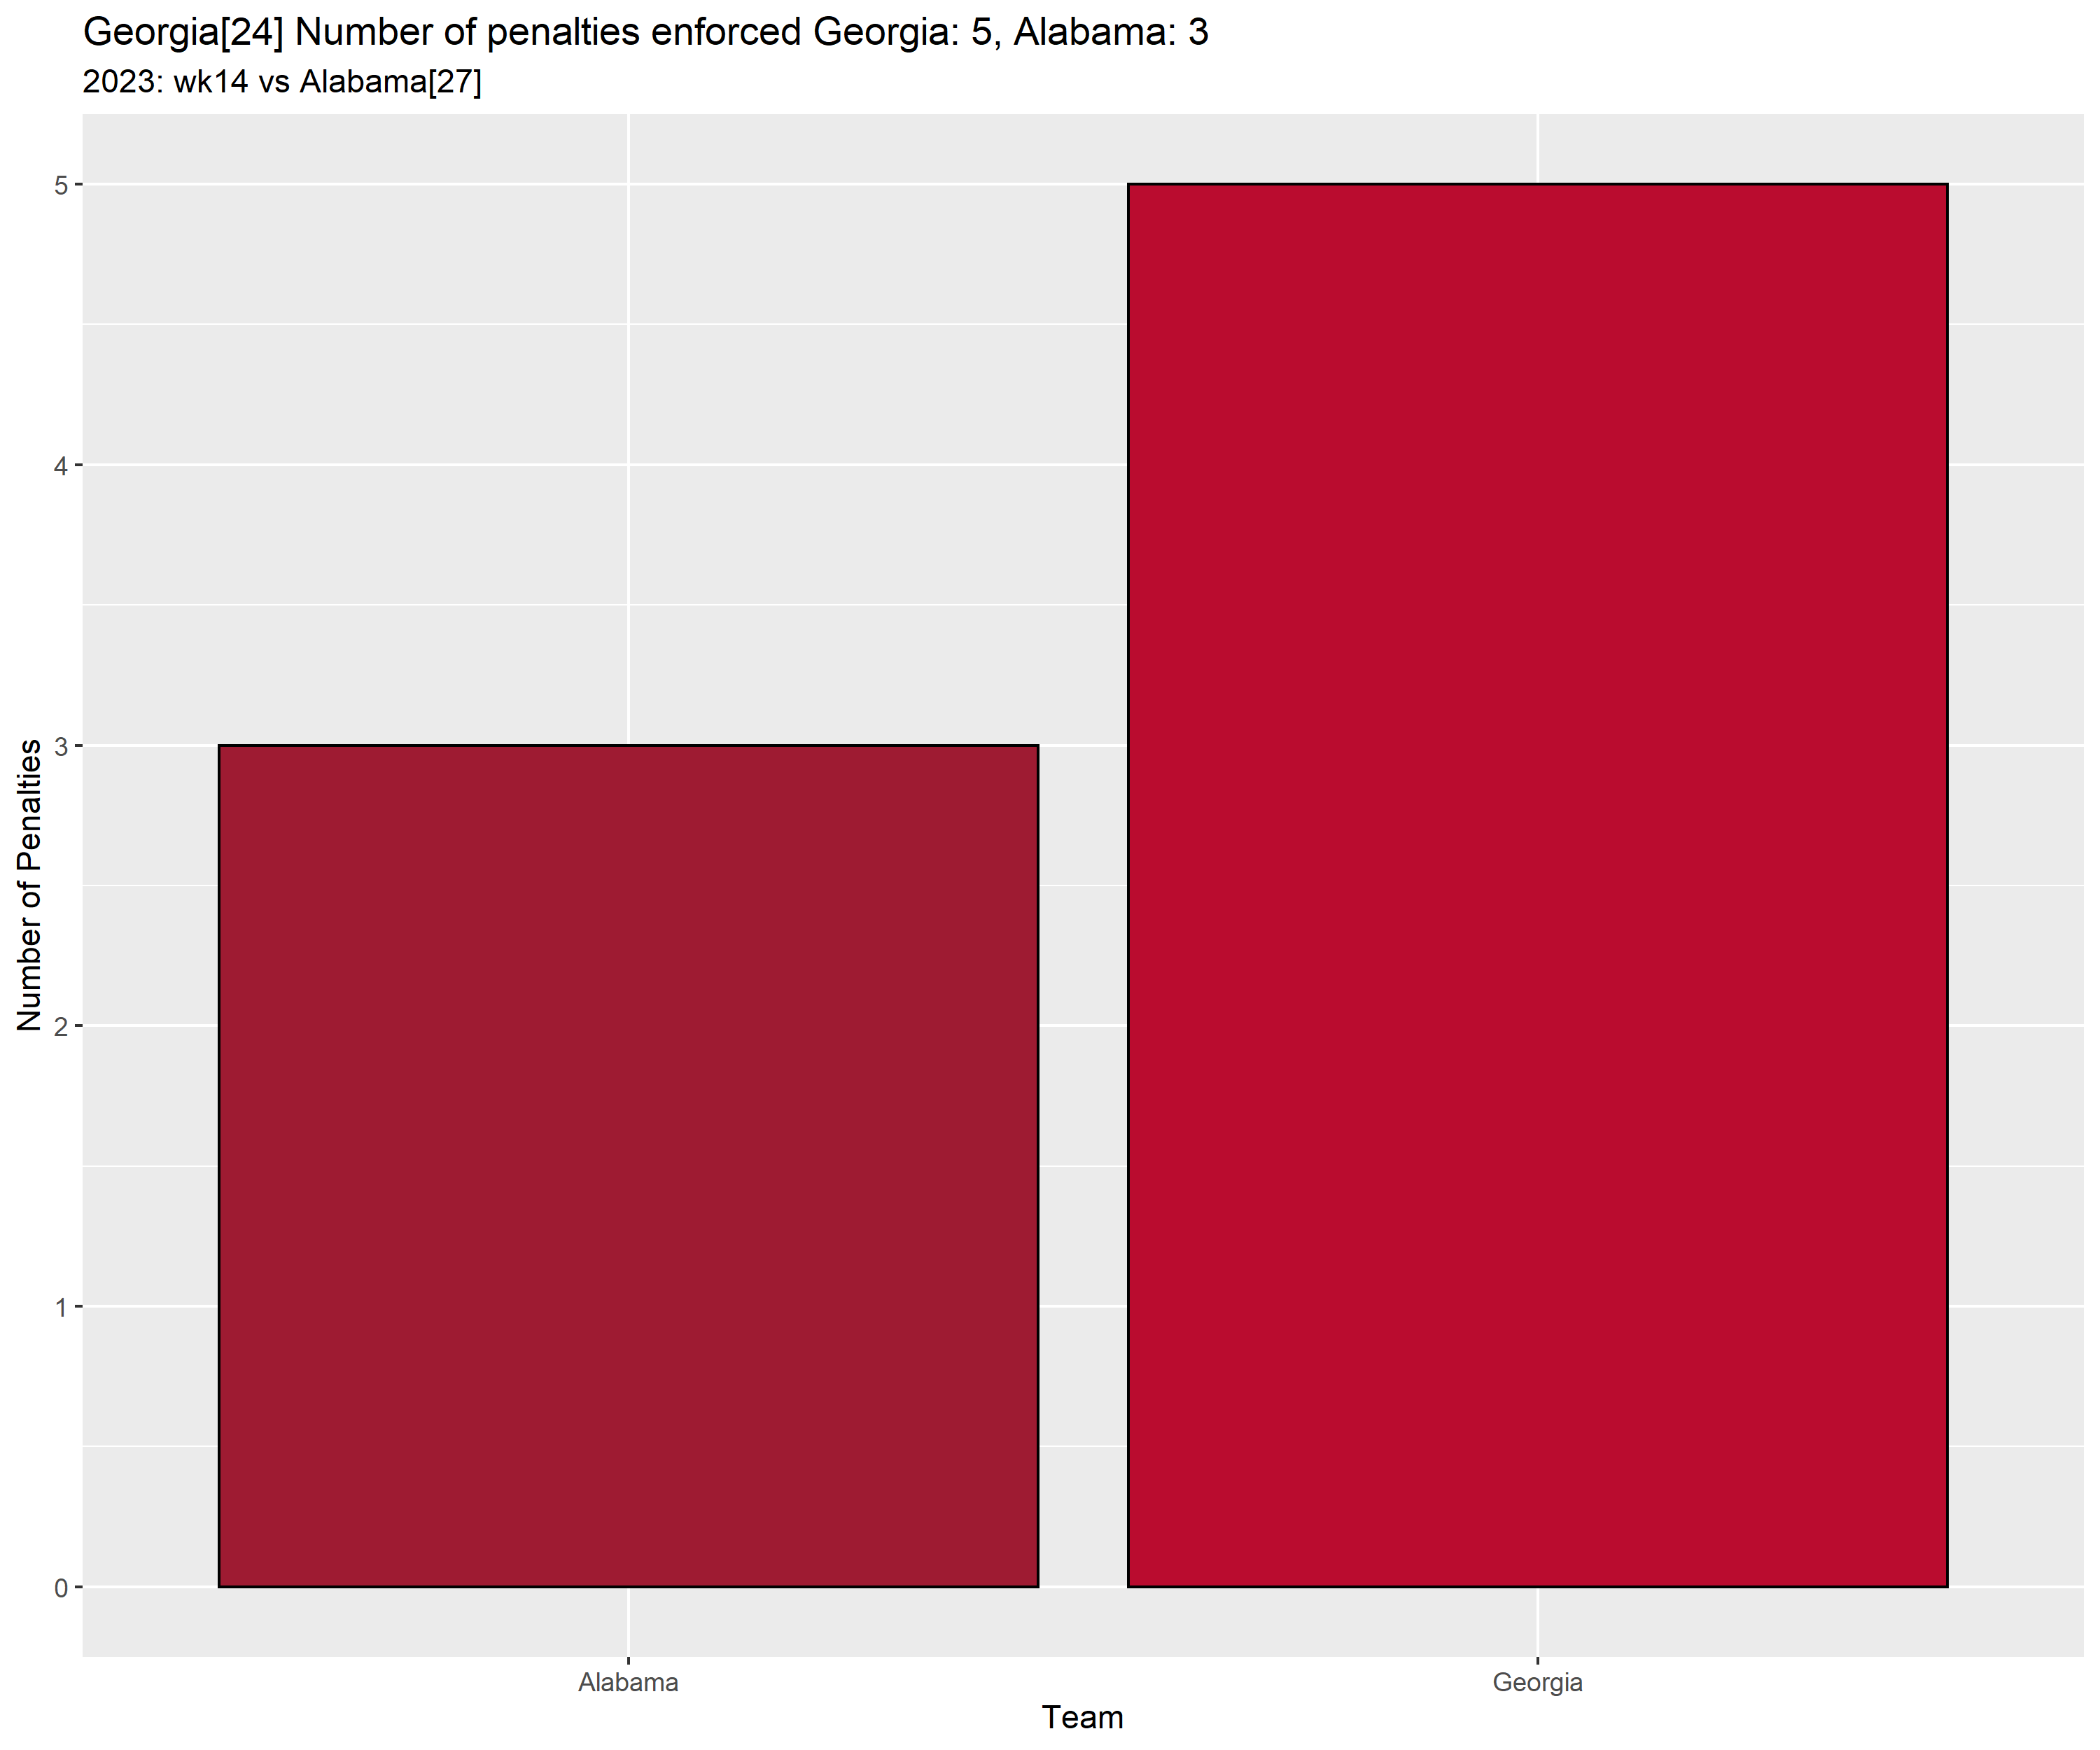 Georgia[24] Number of penalties enforced Georgia: 5, Alabama: 3
2023: wk14 vs Alabama[27]
Number of Penalties
5
4
3
2
1
0
Alabama
Georgia
Team